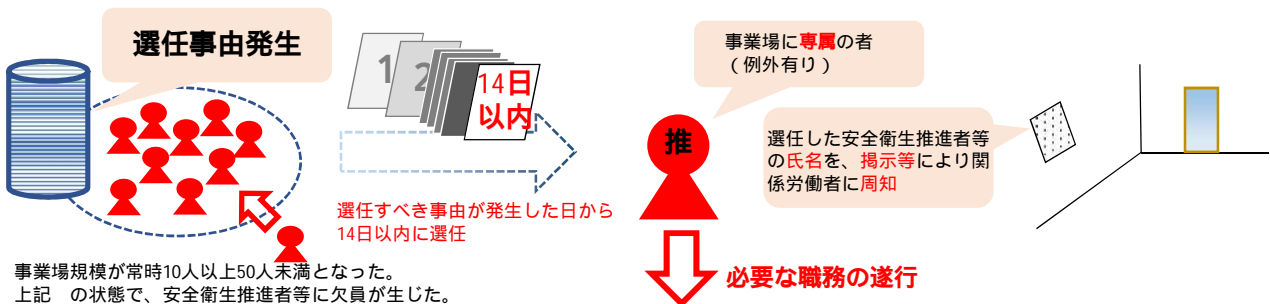 選任事由発生
1
2
14日
以内
選任すべき事由が発生した日から
14日以内に選任
事業場規模が常時10人以上50人未満となった。
上記　の状態で、安全衛生推進者等に欠員が生じた。
事業場に専属の者
（例外有り）
推
選任した安全衛生推進者等
の氏名を、掲示等により関
係労働者に周知
必要な職務の遂行